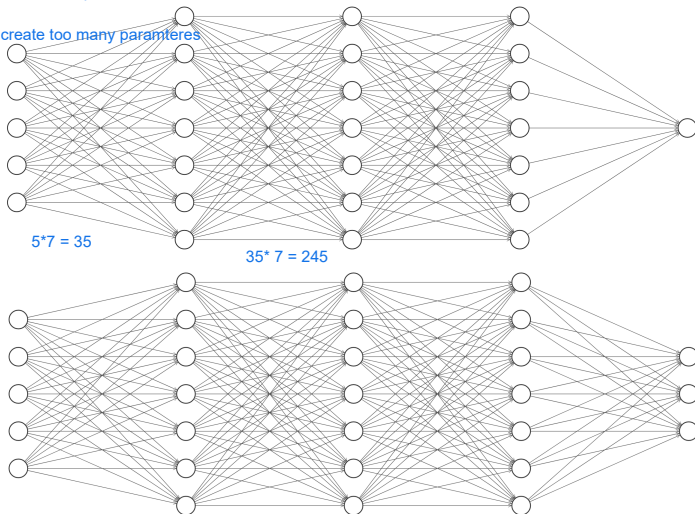 create too many paramteres
5*7 = 35
35* 7 = 245